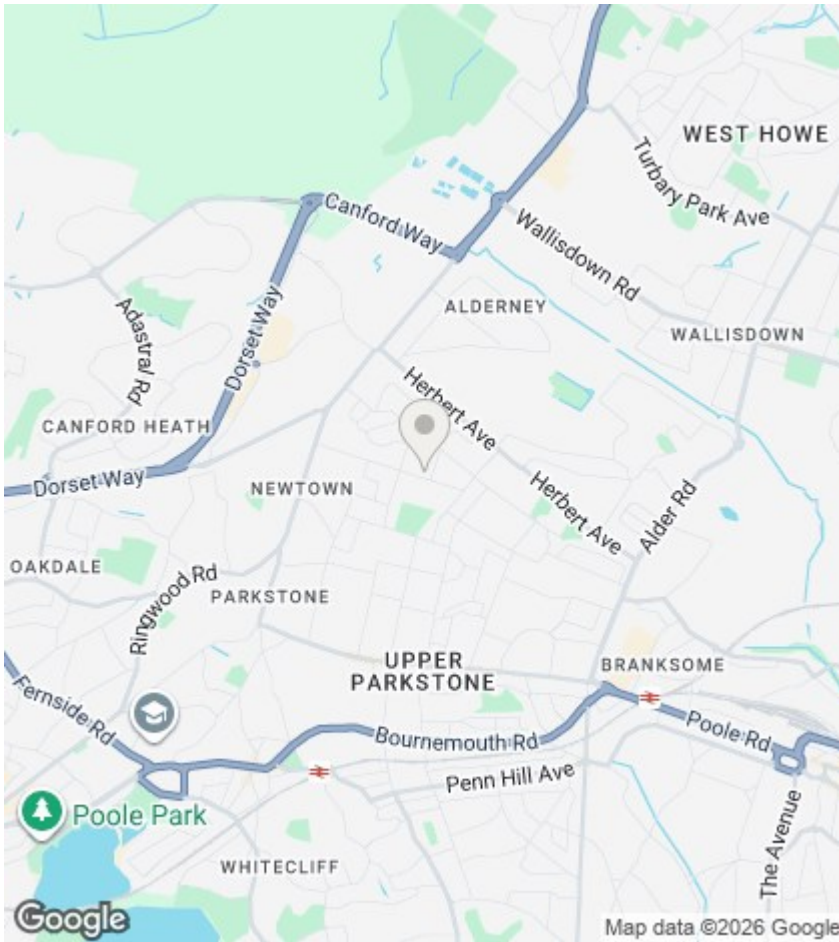 WEST HOWE
Turbary Park Ave
Canford Way
Wallisdown Rd
Dorset Way
ALDERNEY
Adastral Rd
WALLISDOWN
Herbert Ave
CANFORD HEATH
Dorset Way
NEWTOWN
Herbert Ave
Alder Rd
OAKDALE
Ringwood Rd
PARKSTONE
UPPER
PARKSTONE
BRANKSOME
Fernside Rd
Bournemouth Rd
Poole Rd
Penn Hill Ave
Poole Park
The Avenue
WHITECLIFF
Google
Map data ©2026 Google